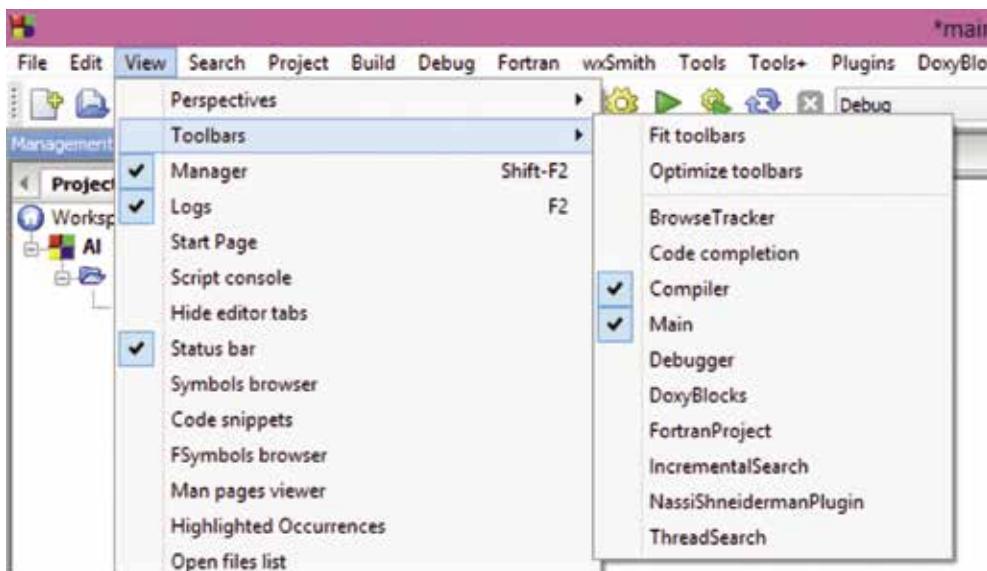 *main
File Edit View Search Project Build Debug Fortran wxSmith Tools Tools+ Plugins DoxyBlo
Debug
Management
Project
Worksp
AI
Perspectives
Toolbars
Manager Shift-F2
Logs F2
Start Page
Script console
Hide editor tabs
Status bar
Symbols browser
Code snippets
FSymbols browser
Man pages viewer
Highlighted Occurrences
Open files list
Fit toolbars
Optimize toolbars
BrowseTracker
Code completion
Compiler
Main
Debugger
DoxyBlocks
FortranProject
IncrementalSearch
NassiShneidermanPlugin
ThreadSearch